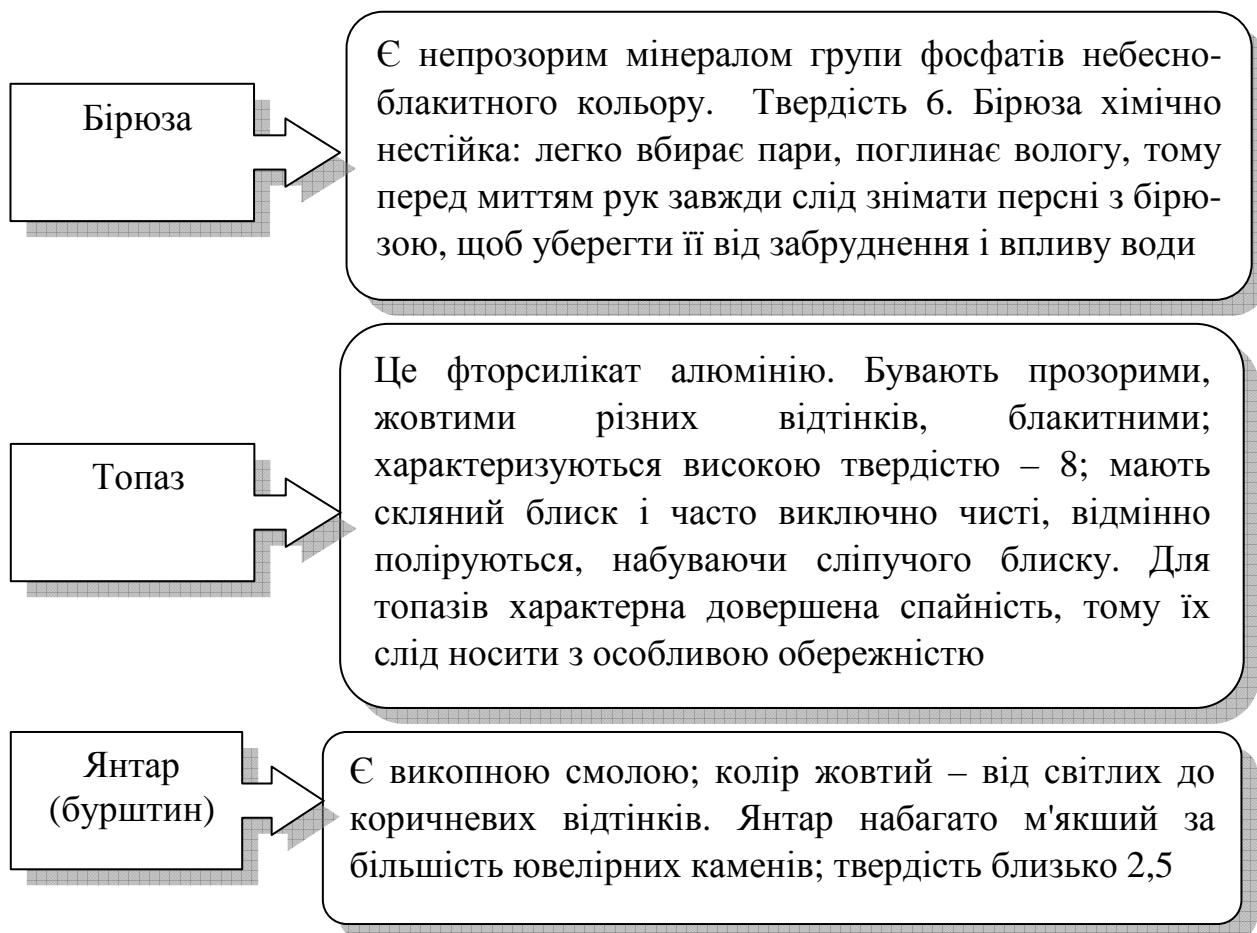 Бірюза
Є непрозорим мінералом групи фосфатів небесно-
блакитного кольору. Твердість 6. Бірюза хімічно
нестійка: легко вбирає пари, поглинає вологу, тому
перед миттям рук завжди слід знімати персні з бірю-
зою, щоб уберегти її від забруднення і впливу води
Топаз
Це фторсилікат алюмінію. Бувають прозорими,
жовтими різних відтінків, блакитними;
характеризуються високою твердістю – 8; мають
скляний блиск і часто виключно чисті, відмінно
поліруються, набуваючи сліпучого блиску. Для
топазів характерна довершена спайність, тому їх
слід носити з особливою обережністю
Янтар
(бурштин)
Є викопною смолою; колір жовтий – від світлих до
коричневих відтінків. Янтар набагато м'якший за
більшість ювелірних каменів; твердість близько 2,5